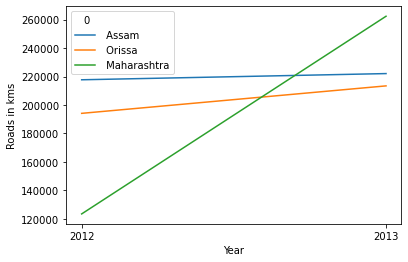 0
Assam
Orissa
Maharashtra
260000
240000
220000
200000
180000
160000
140000
120000
Roads in kms
2012
2013
Year